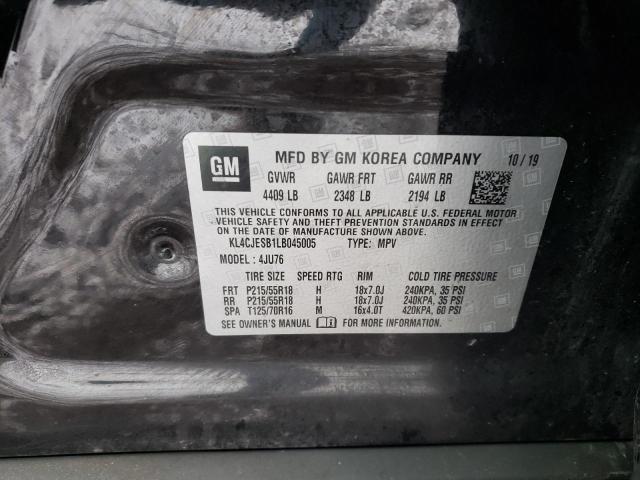 GM MFD BY GM KOREA COMPANY 10/19
GVWR GAWR FRT GAWR RR
4409 LB 2348 LB 2194 LB
THIS VEHICLE CONFORMS TO ALL APPLICABLE U.S. FEDERAL MOTOR
VEHICLE SAFETY AND THEFT PREVENTION STANDARDS IN EFFECT
ON THE DATE OF MANUFACTURE SHOWN ABOVE.
KL4CJESB1LB045005 TYPE: MPV
MODEL: 4JU76
TIRE SIZE SPEED RTG RIM COLD TIRE PRESSURE
FRT P215/55R18 H 18x7.0J 240KPA, 35 PSI
RR P215/55R18 H 18x7.0J 240KPA, 35 PSI
SPA T125/70R16 M 16x4.0T 420KPA, 60 PSI
SEE OWNER'S MANUAL FOR MORE INFORMATION.